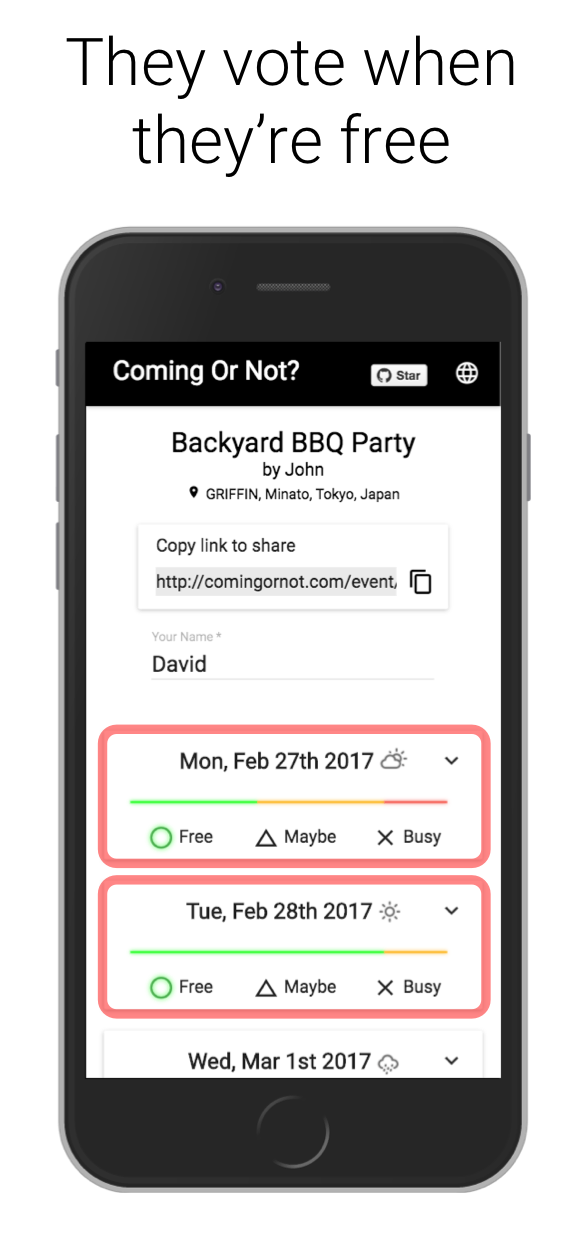 They vote when
they’re free
Coming Or Not?
Star
Backyard BBQ Party
by John
GRIFFIN, Minato, Tokyo, Japan
Copy link to share
http://comingornot.com/event/
Your Name *
David
Mon, Feb 27th 2017
Free Maybe Busy
Tue, Feb 28th 2017
Free Maybe Busy
Wed, Mar 1st 2017